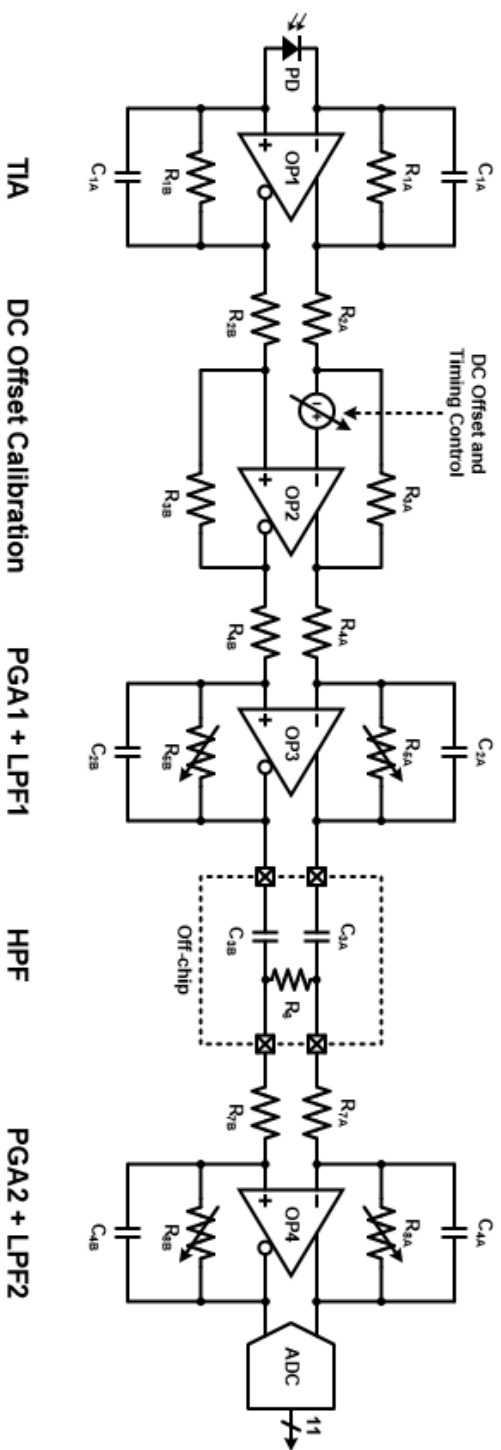 C1A
R1A
PD
−
OP1
+
R1B
C1A
TIA
DC Offset and
Timing Control
R2A
R2B
R3A
−
OP2
+
R3B
DC Offset Calibration
R4A
R4B
C2A
R5A
−
OP3
+
R5B
C2B
PGA1 + LPF1
C3A
C3B
R6
Off-chip
HPF
R7A
R7B
C4A
R8A
−
OP4
+
R8B
C4B
PGA2 + LPF2
ADC
11